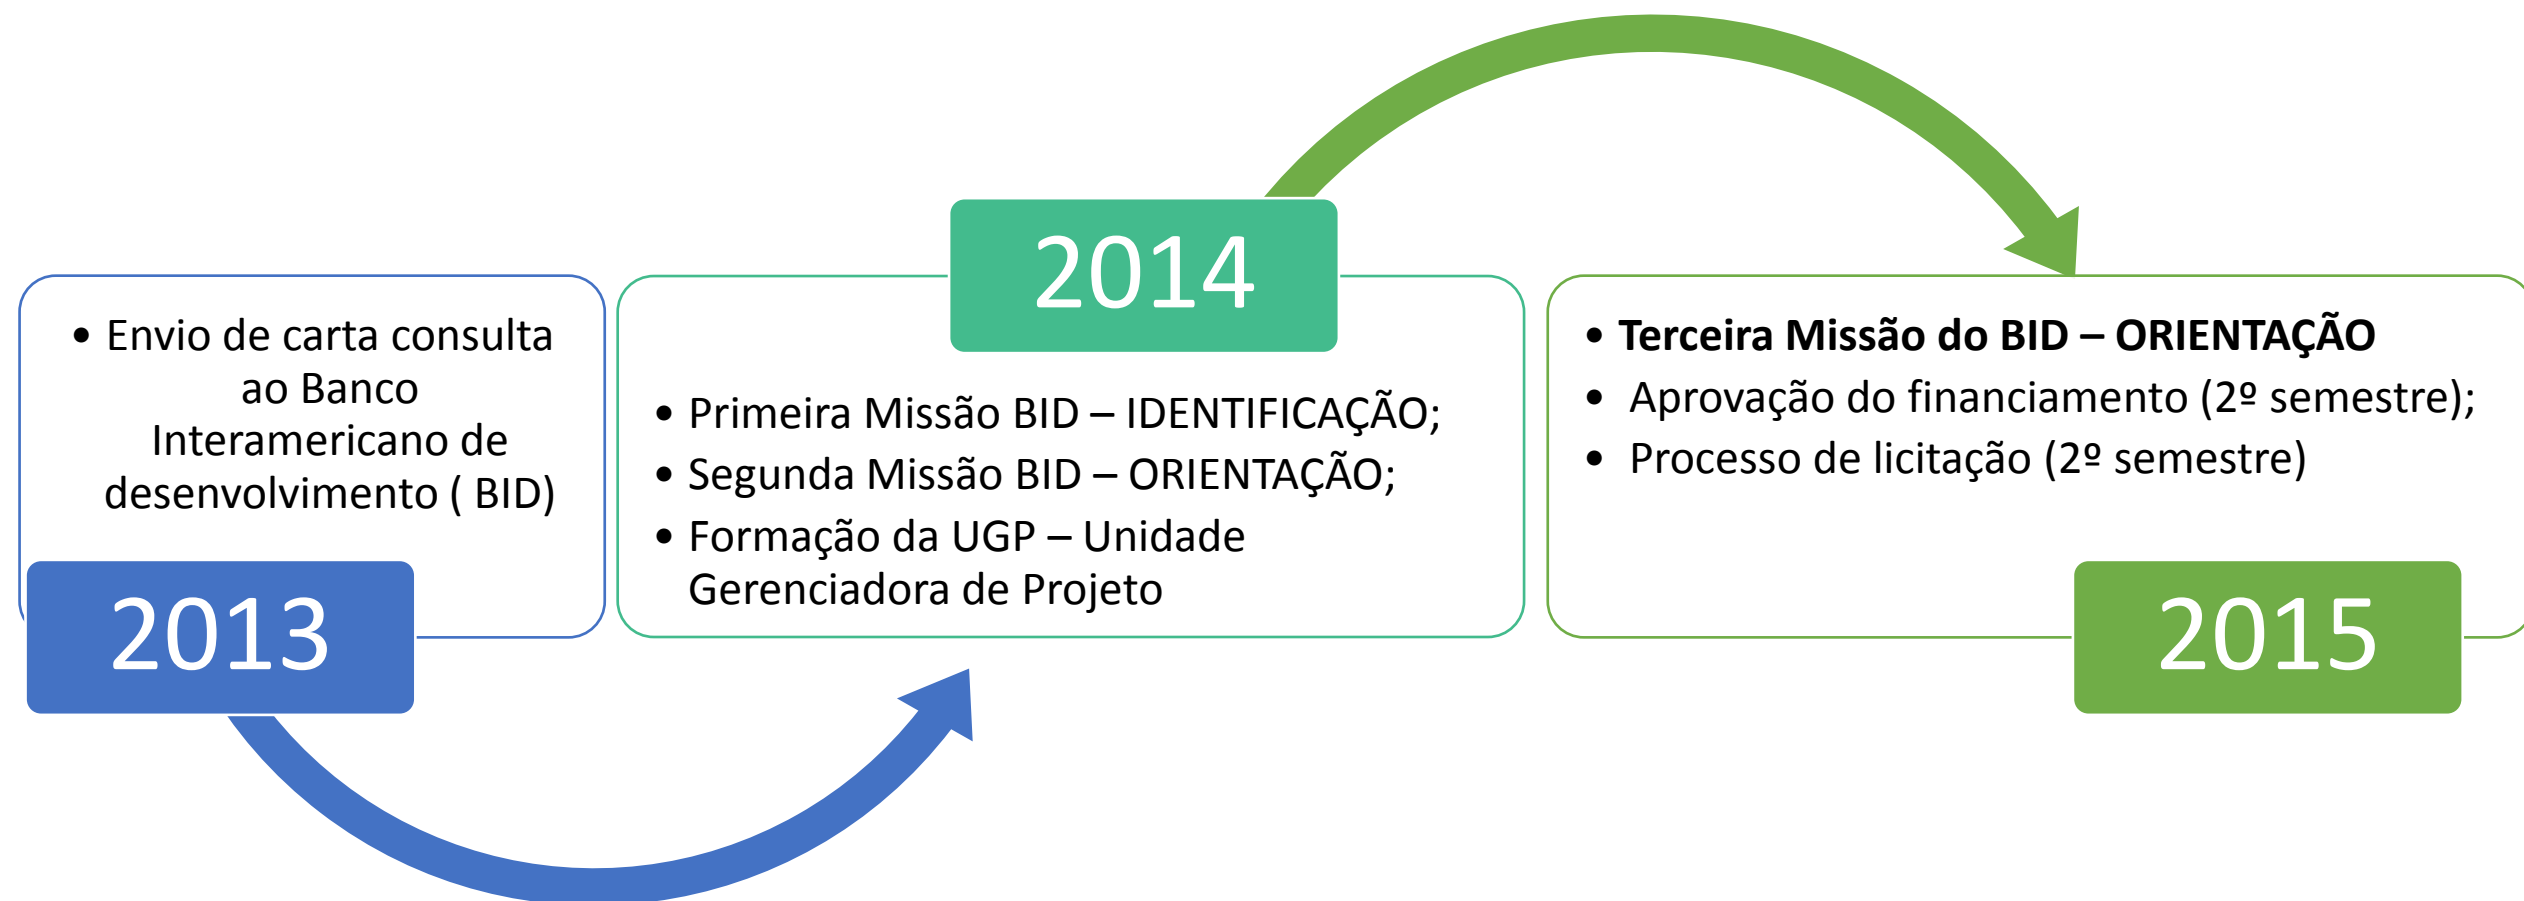 • Envio de carta consulta
ao Banco
Interamericano de
desenvolvimento ( BID)
2013
2014
• Primeira Missão BID – IDENTIFICAÇÃO;
• Segunda Missão BID – ORIENTAÇÃO;
• Formação da UGP – Unidade
Gerenciadora de Projeto
• Terceira Missão do BID – ORIENTAÇÃO
• Aprovação do financiamento (2º semestre);
• Processo de licitação (2º semestre)
2015